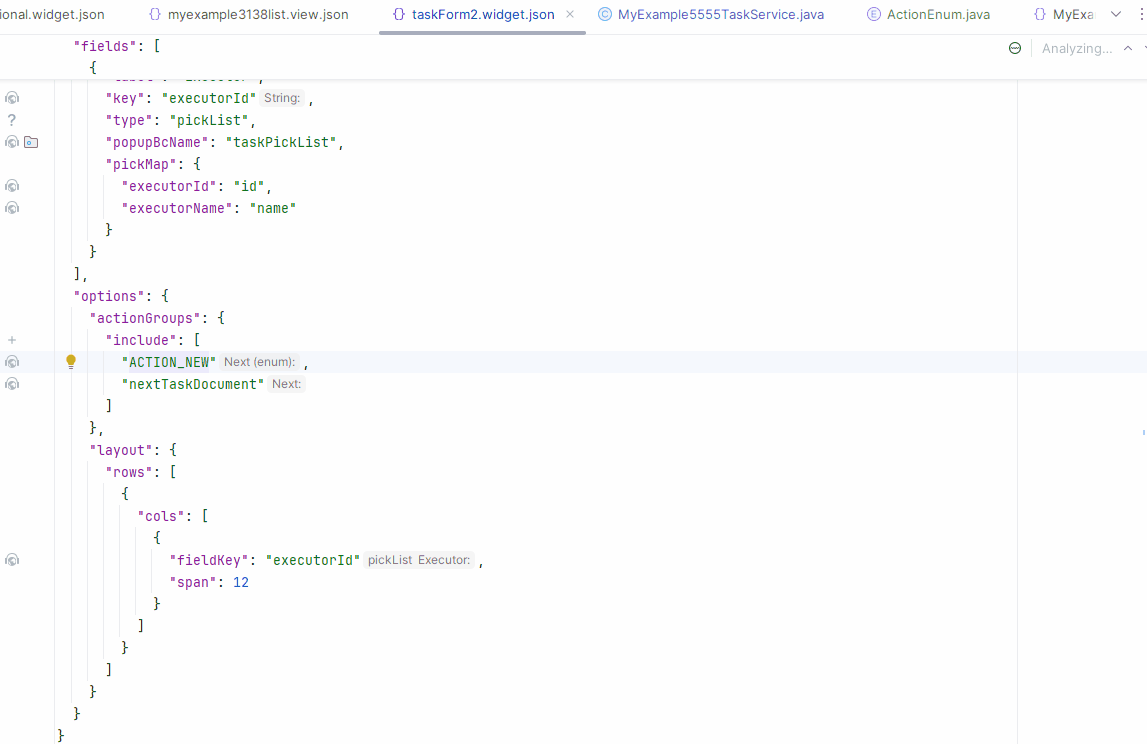 ional.widget.json {} myexample3138list.view.json {} taskForm2.widget.json × C MyExample5555TaskService.java E ActionEnum.java {} MyExa
"fields": [ Analyzing...
{
"key": "executorId" String: ,
"type": "pickList",
"popupBcName": "taskPickList",
"pickMap": {
"executorId": "id",
"executorName": "name"
}
}
],
"options": {
"actionGroups": {
"include": [
"ACTION_NEW" Next (enum): ,
"nextTaskDocument" Next:
]
},
"layout": {
"rows": [
{
"cols": [
{
"fieldKey": "executorId" pickList Executor: ,
"span": 12
}
]
}
]
}
}
}